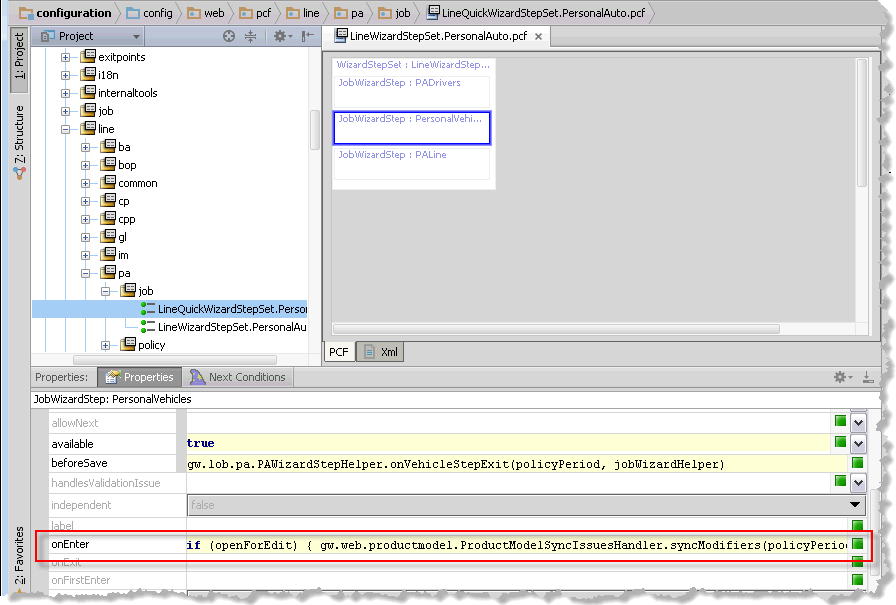 configuration config web pcf line pa job LineQuickWizardStepSet.PersonalAuto.pcf
1: Project
Project
LineWizardStepSet.PersonalAuto.pcf
exitpoints
i18n
internaltools
job
line
ba
bop
common
cp
cpp
gl
im
pa
job
LineQuickWizardStepSet.Person
LineWizardStepSet.PersonalAu
policy
7: Structure
WizardStepSet : LineWizardStep...
JobWizardStep : PADrivers
JobWizardStep : PersonalVehi...
JobWizardStep : PALine
PCF Xml
Properties: Properties Next Conditions
JobWizardStep: PersonalVehicles
allowNext
available true
beforeSave gw.lob.pa.PAWizardStepHelper.onVehicleStepExit(policyPeriod, jobWizardHelper)
handlesValidationIssue
independent false
label
onEnter if (openForEdit) { gw.web.productmodel.ProductModelSyncIssuesHandler.syncModifiers(policyPerio
onExit
onFirstEnter
2: Favorites